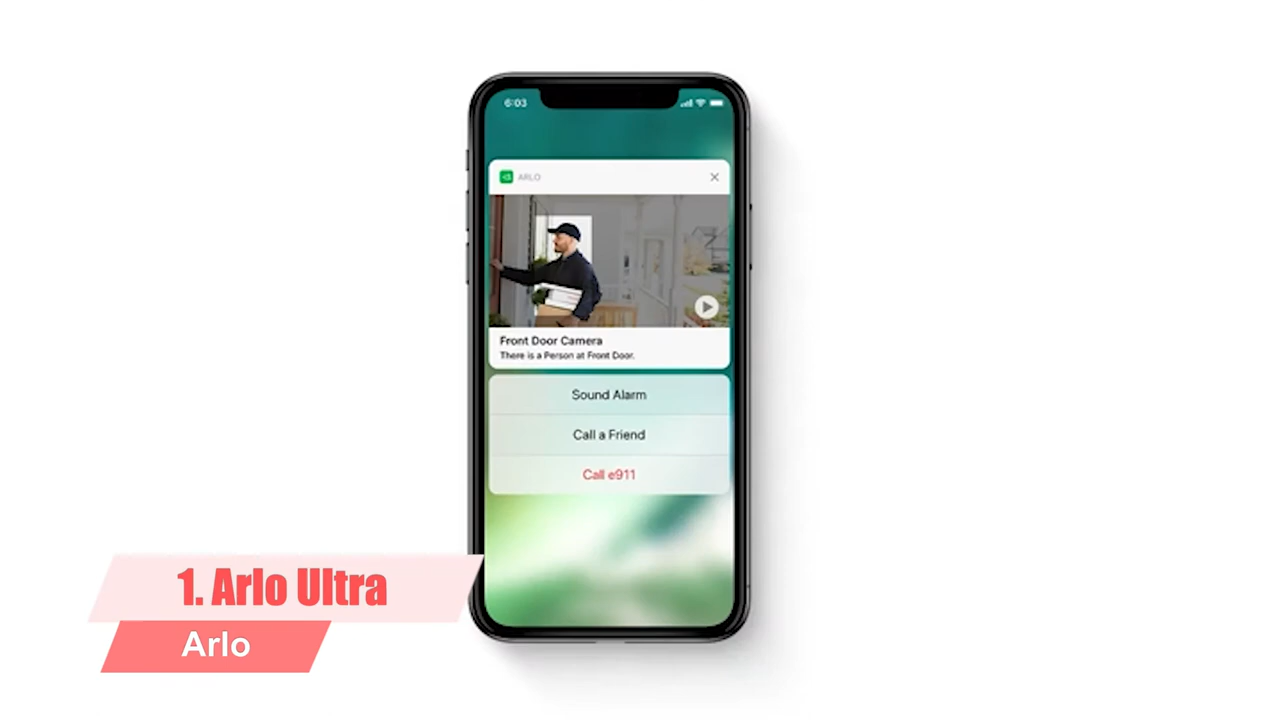 6:03
ARLO
Front Door Camera
There is a Person at Front Door.
Sound Alarm
Call a Friend
Call e911
1. Arlo Ultra
Arlo